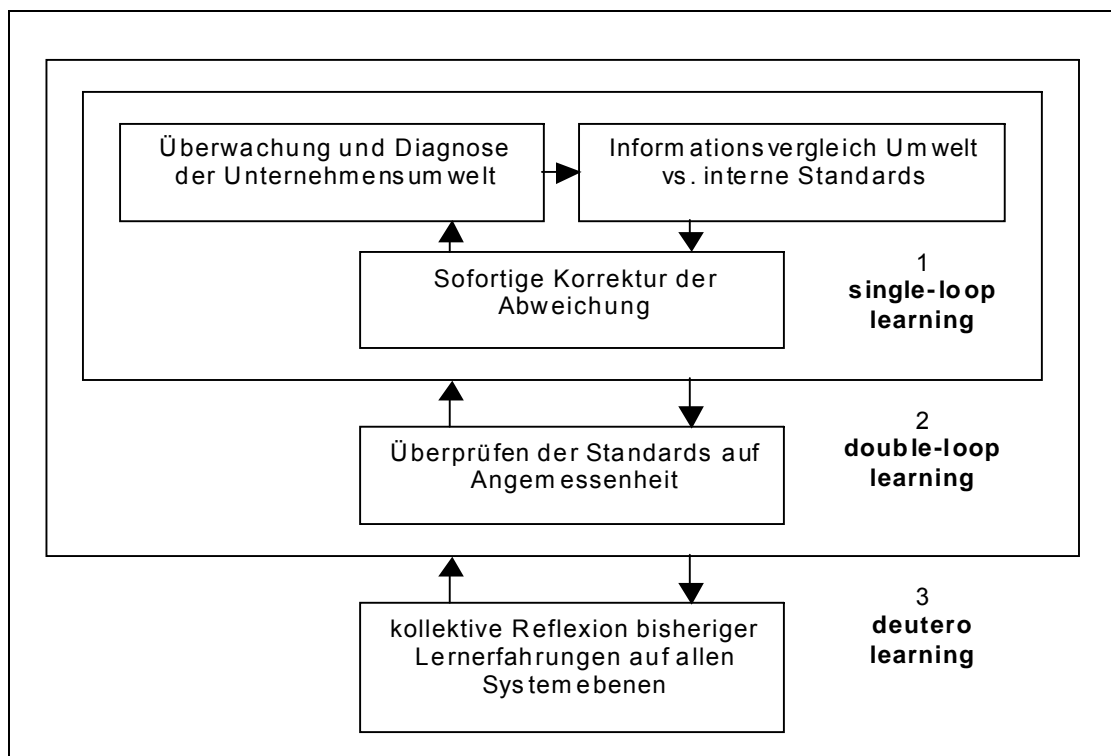 Überwachung und Diagnose
der Unternehmensumwelt
Informationsvergleich Umwelt
vs. interne Standards
Sofortige Korrektur der
Abweichung
1
single-loop
learning
Überprüfen der Standards auf
Angemessenheit
2
double-loop
learning
kollektive Reflexion bisheriger
Lernerfahrungen auf allen
Systemebenen
3
deutero
learning